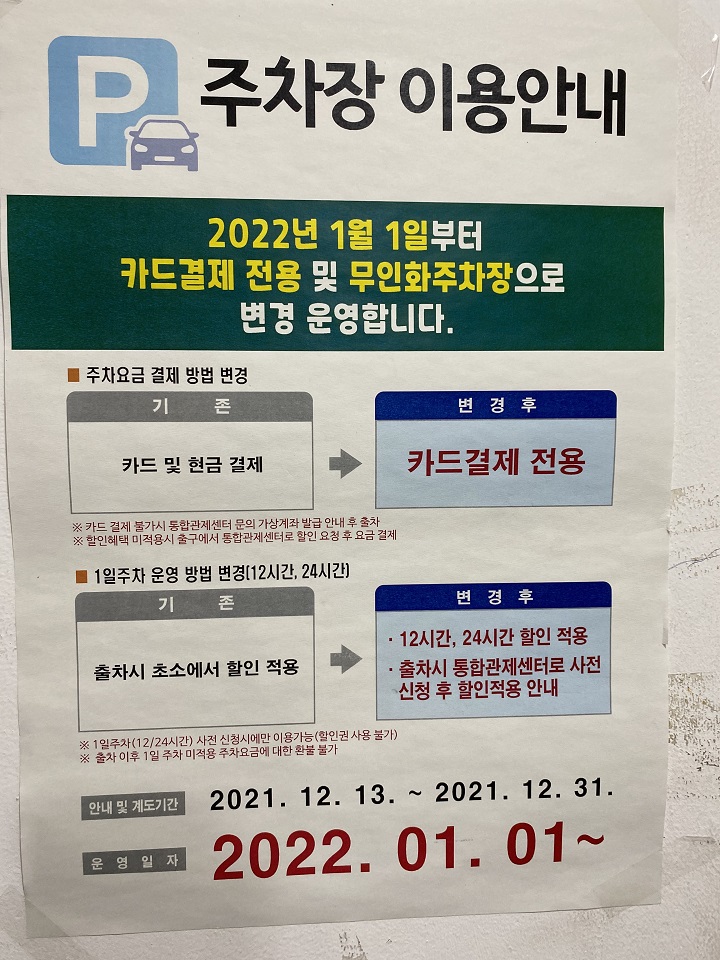 P 주차장 이용안내
2022년 1월 1일부터
카드결제 전용 및 무인화주차장으로
변경 운영합니다.
■ 주차요금 결제 방법 변경
기 존
카드 및 현금 결제
변 경 후
카드결제 전용
※ 카드 결제 불가시 통합관제센터 문의 가상계좌 발급 안내 후 출차
※ 할인혜택 미적용시 출구에서 통합관제센터로 할인 요청 후 요금 결제
■ 1일주차 운영 방법 변경(12시간, 24시간)
기 존
출차시 초소에서 할인 적용
변 경 후
· 12시간, 24시간 할인 적용
· 출차시 통합관제센터로 사전
신청 후 할인적용 안내
※ 1일주차(12/24시간) 사전 신청시에만 이용가능(할인권 사용 불가)
※ 출차 이후 1일 주차 미적용 주차요금에 대한 환불 불가
안내 및 계도기간 2021. 12. 13. ~ 2021. 12. 31.
운 영 일 자 2022. 01. 01~